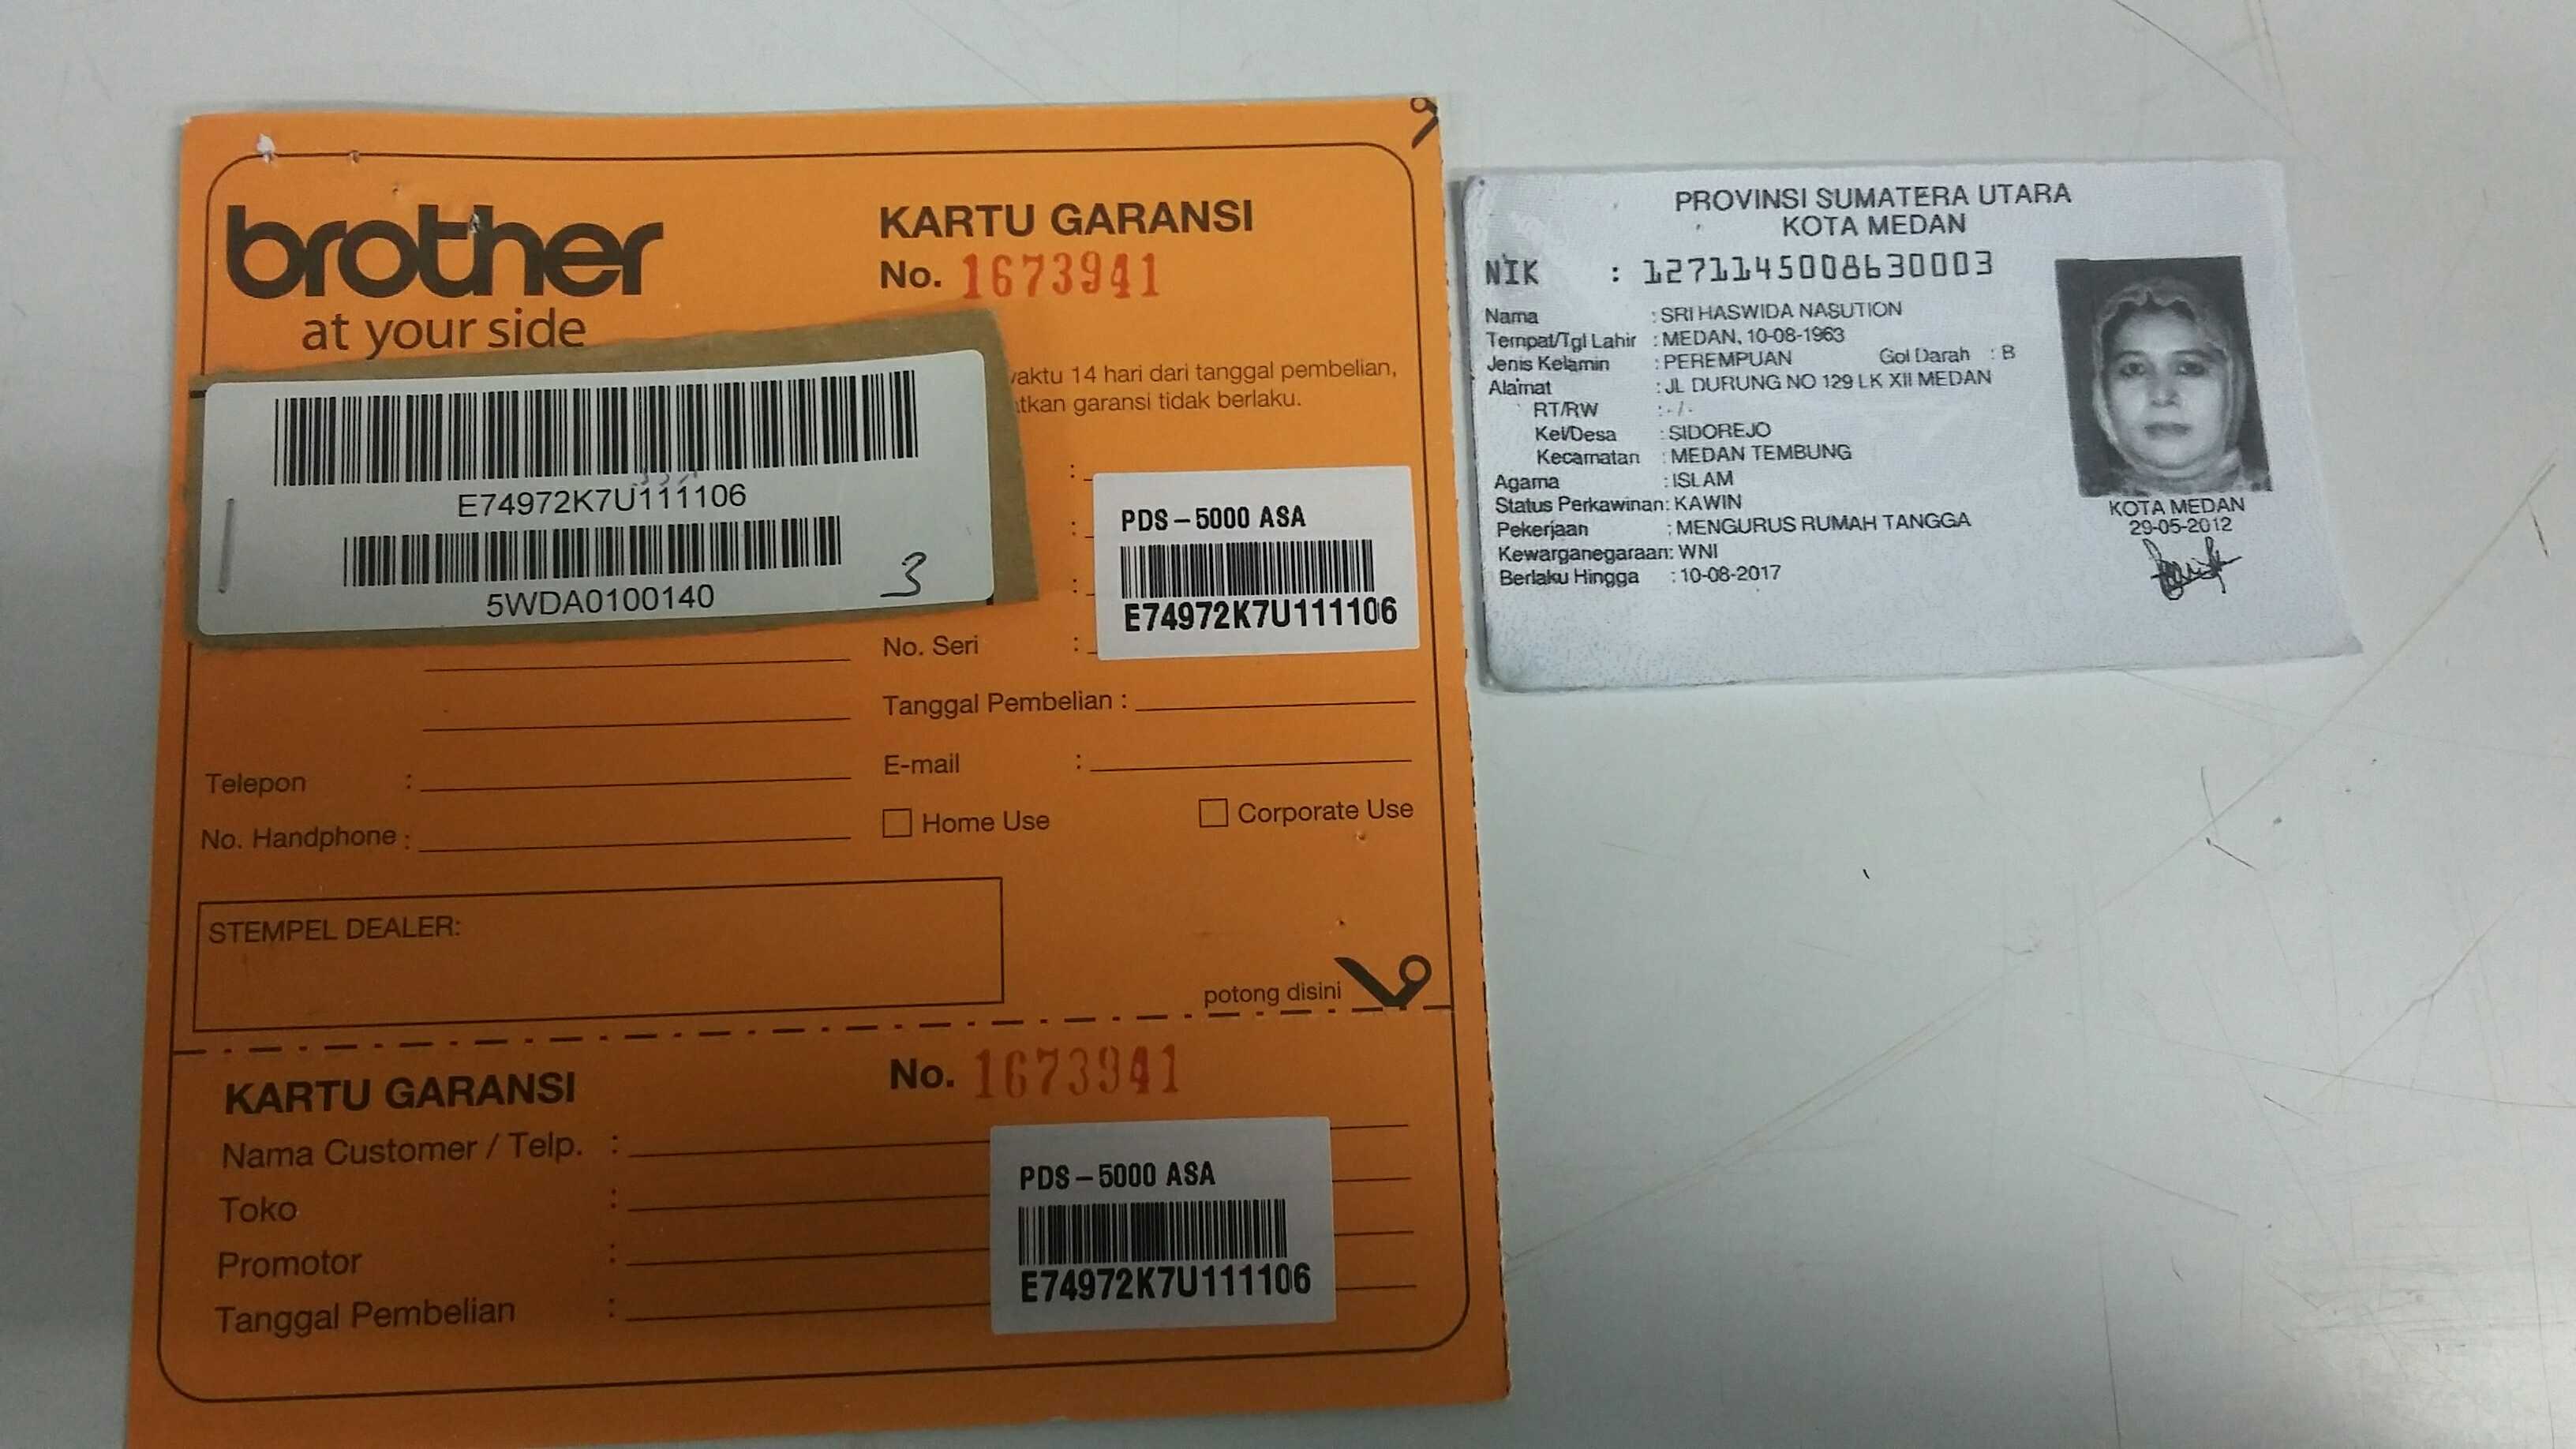 brother
at your side
KARTU GARANSI
No. 1673941
waktu 14 hari dari tanggal pembelian,
garansi tidak berlaku.
E74972K7U111106
5WDA0100140
3
:
:
:
PDS-5000 ASA
E74972K7U111106
No. Seri :
Tanggal Pembelian :
E-mail :
Telepon :
No. Handphone :
Home Use
Corporate Use
STEMPEL DEALER:
potong disini
KARTU GARANSI
No. 1673941
Nama Customer / Telp. :
Toko :
Promotor :
Tanggal Pembelian :
PDS-5000 ASA
E74972K7U111106
PROVINSI SUMATERA UTARA
KOTA MEDAN
NIK : 1271145008630003
Nama : SRI HASWIDA NASUTION
Tempat/Tgl Lahir : MEDAN, 10-08-1963
Jenis Kelamin : PEREMPUAN Gol Darah : B
Alamat : JL DURUNG NO 129 LK XII MEDAN
RT/RW : - / -
Kel/Desa : SIDOREJO
Kecamatan : MEDAN TEMBUNG
Agama : ISLAM
Status Perkawinan: KAWIN
Pekerjaan : MENGURUS RUMAH TANGGA
Kewarganegaraan: WNI
Berlaku Hingga : 10-08-2017
KOTA MEDAN
29-05-2012